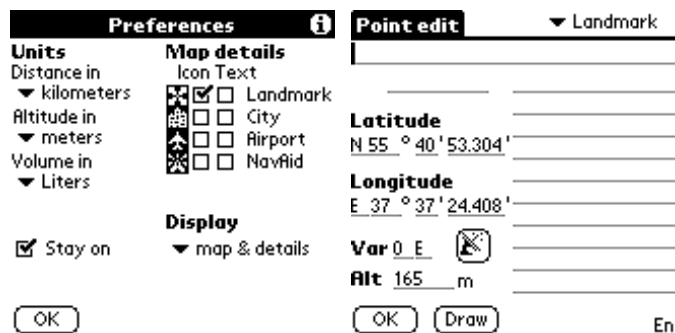 Preferences
Units
Map details
Distance in
Icon Text
kilometers
Landmark
Altitude in
City
meters
Airport
Volume in
NavAid
Liters
Display
Stay on
map & details
OK
Point edit
Landmark
Latitude
N 55 ° 40 ' 53.304 '
Longitude
E 37 ° 37 ' 24.408 '
Var 0 E
Alt 165 m
OK Draw
En